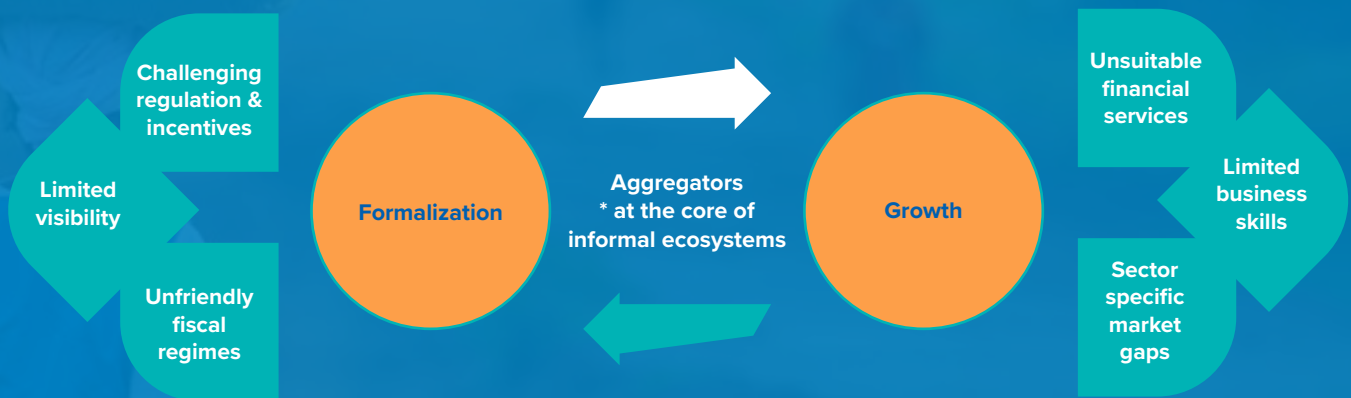 Challenging
regulation &
incentives
Limited
visibility
Unfriendly
fiscal
regimes
Formalization
Aggregators
* at the core of
informal ecosystems
Growth
Unsuitable
financial
services
Limited
business
skills
Sector
specific
market
gaps